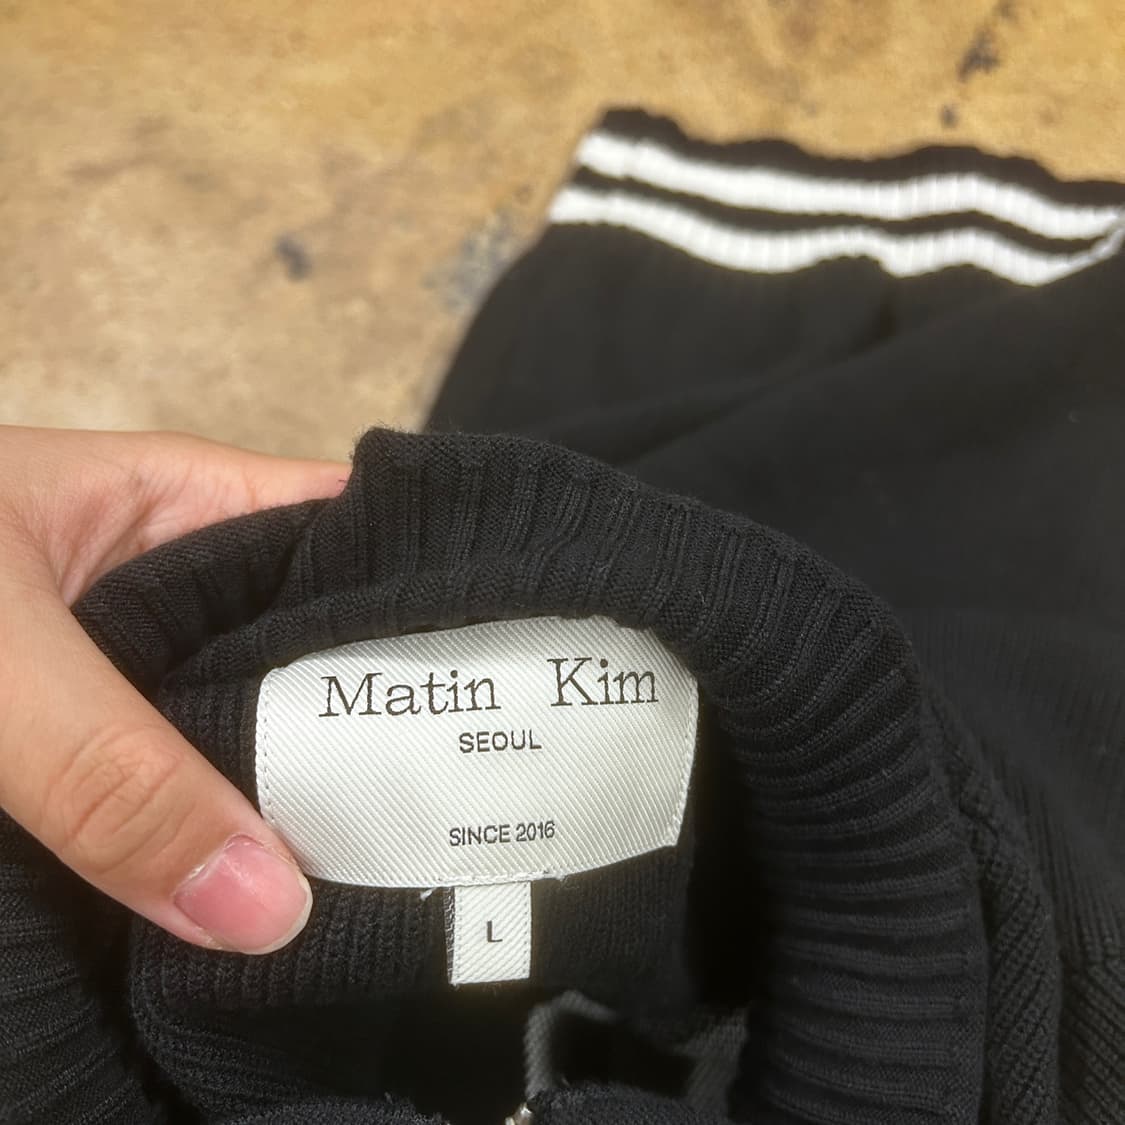 Matin Kim
SEOUL
SINCE 2016
L